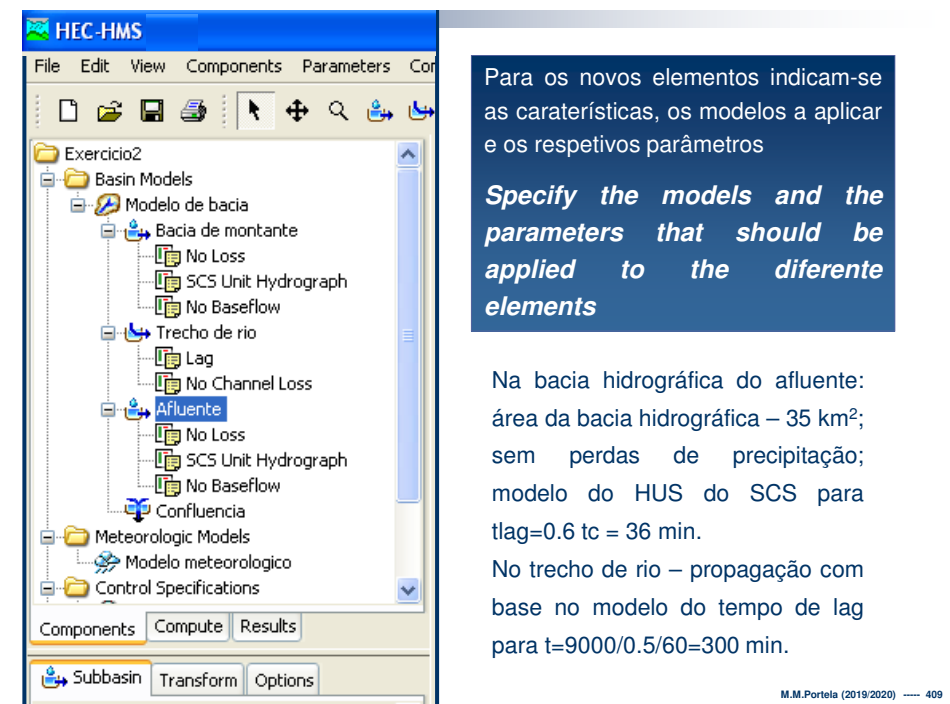 HEC-HMS
File Edit View Components Parameters
Exercicio2
Basin Models
Modelo de bacia
Bacia de montante
No Loss
SCS Unit Hydrograph
No Baseflow
Trecho de rio
Lag
No Channel Loss
Afluente
No Loss
SCS Unit Hydrograph
No Baseflow
Confluencia
Meteorologic Models
Modelo meteorologico
Control Specifications
Components Compute Results
Subbasin Transform Options
Para os novos elementos indicam-se
as caraterísticas, os modelos a aplicar
e os respetivos parâmetros
Specify the models and the
parameters that should be
applied to the diferente
elements
Na bacia hidrográfica do afluente:
área da bacia hidrográfica – 35 km²;
sem perdas de precipitação;
modelo do HUS do SCS para
tlag=0.6 tc = 36 min.
No trecho de rio – propagação com
base no modelo do tempo de lag
para t=9000/0.5/60=300 min.
M.M.Portela (2019/2020) ----- 409